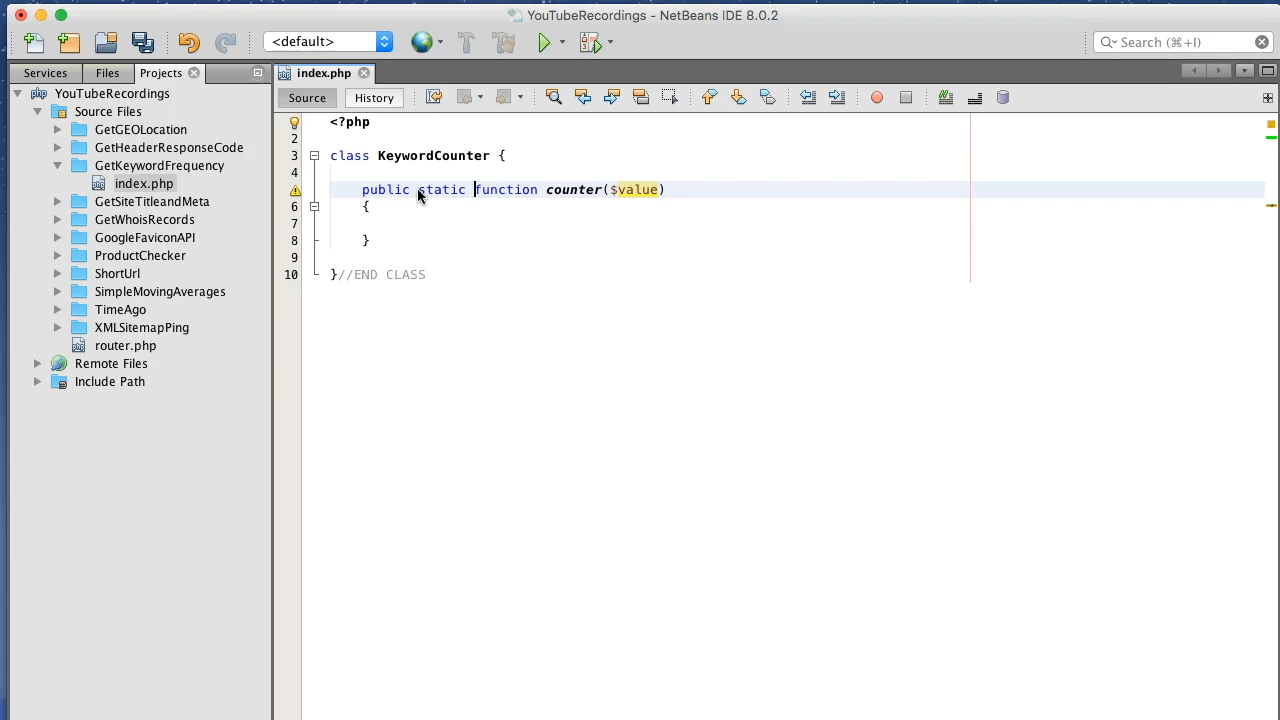 YouTubeRecordings - NetBeans IDE 8.0.2
<default>
Search (⌘+I)
Services
Files
Projects
index.php
Source
History
YouTubeRecordings
Source Files
GetGEOLocation
GetHeaderResponseCode
GetKeywordFrequency
index.php
GetSiteTitleandMeta
GetWhoisRecords
GoogleFaviconAPI
ProductChecker
ShortUrl
SimpleMovingAverages
TimeAgo
XMLSitemapPing
router.php
Remote Files
Include Path
<?php
2
3 class KeywordCounter {
4
public static function counter($value)
6 {
7
8 }
9
10 }//END CLASS